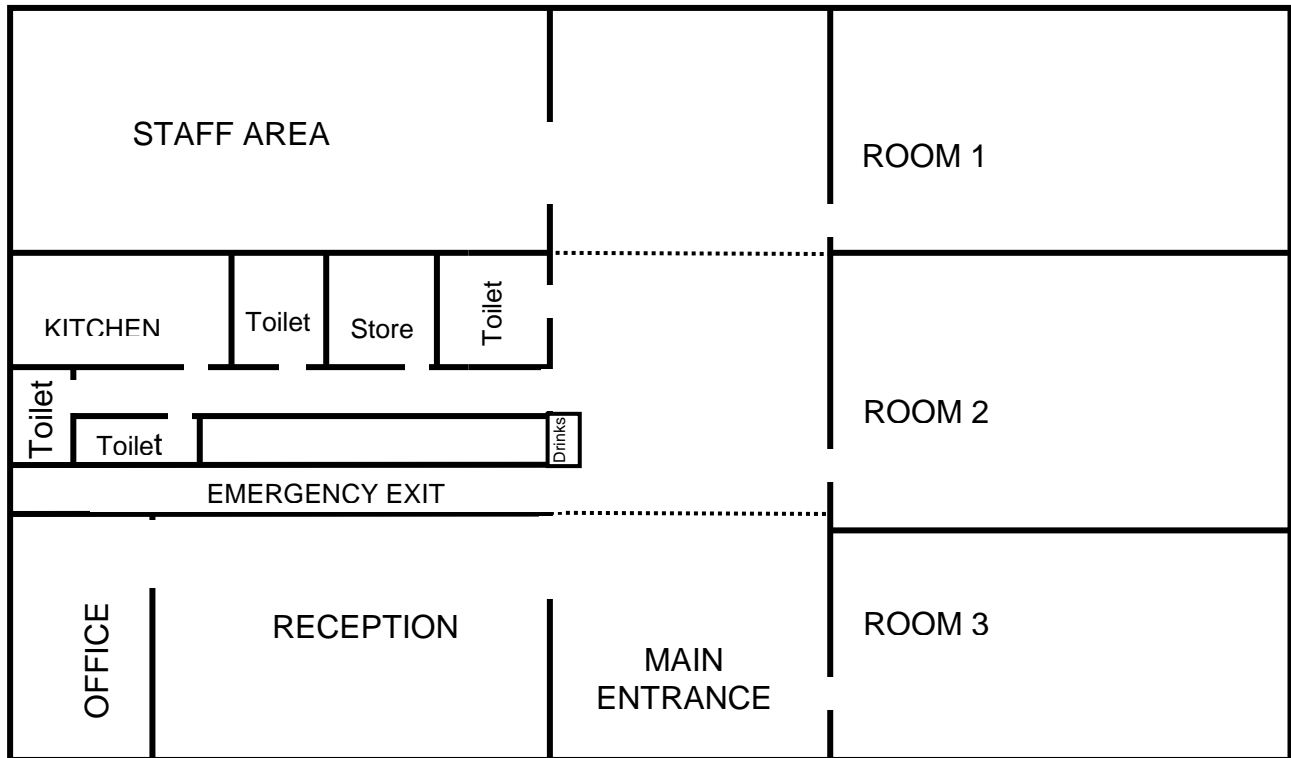 STAFF AREA
ROOM 1
KITCHEN
Toilet
Store
Toilet
Toilet
Toilet
Drinks
ROOM 2
EMERGENCY EXIT
OFFICE
RECEPTION
MAIN
ENTRANCE
ROOM 3